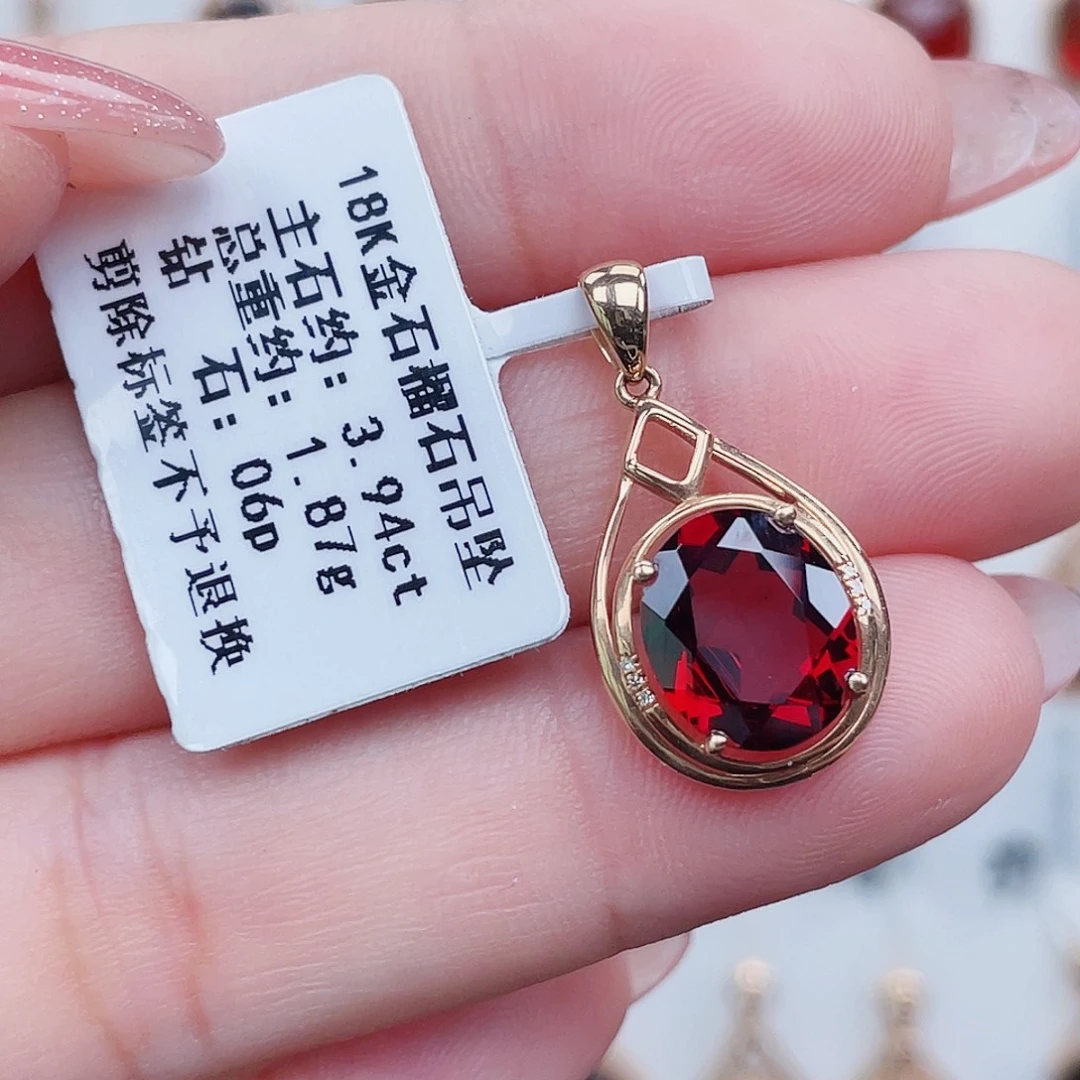 18K金石榴石吊坠
主石约: 3.94ct
总重约: 1.87g
钻 石: 06p
剪除标签不予退换